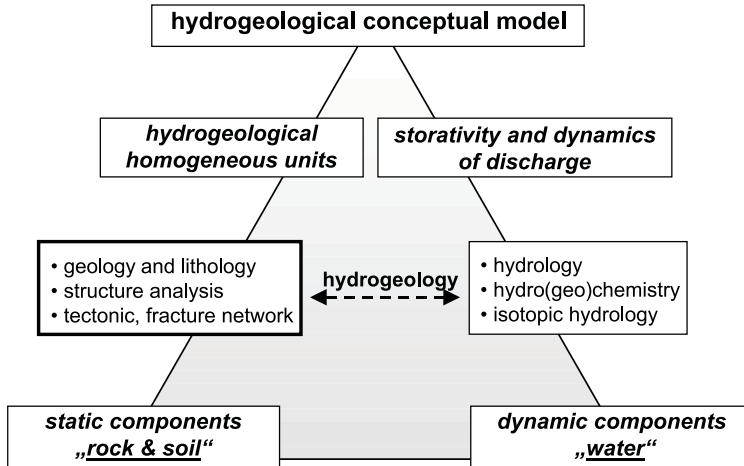 hydrogeological conceptual model
hydrogeological
homogeneous units
storativity and dynamics
of discharge
• geology and lithology
• structure analysis
• tectonic, fracture network
hydrogeology
• hydrology
• hydro(geo)chemistry
• isotopic hydrology
static components
„rock & soil“
dynamic components
„water“